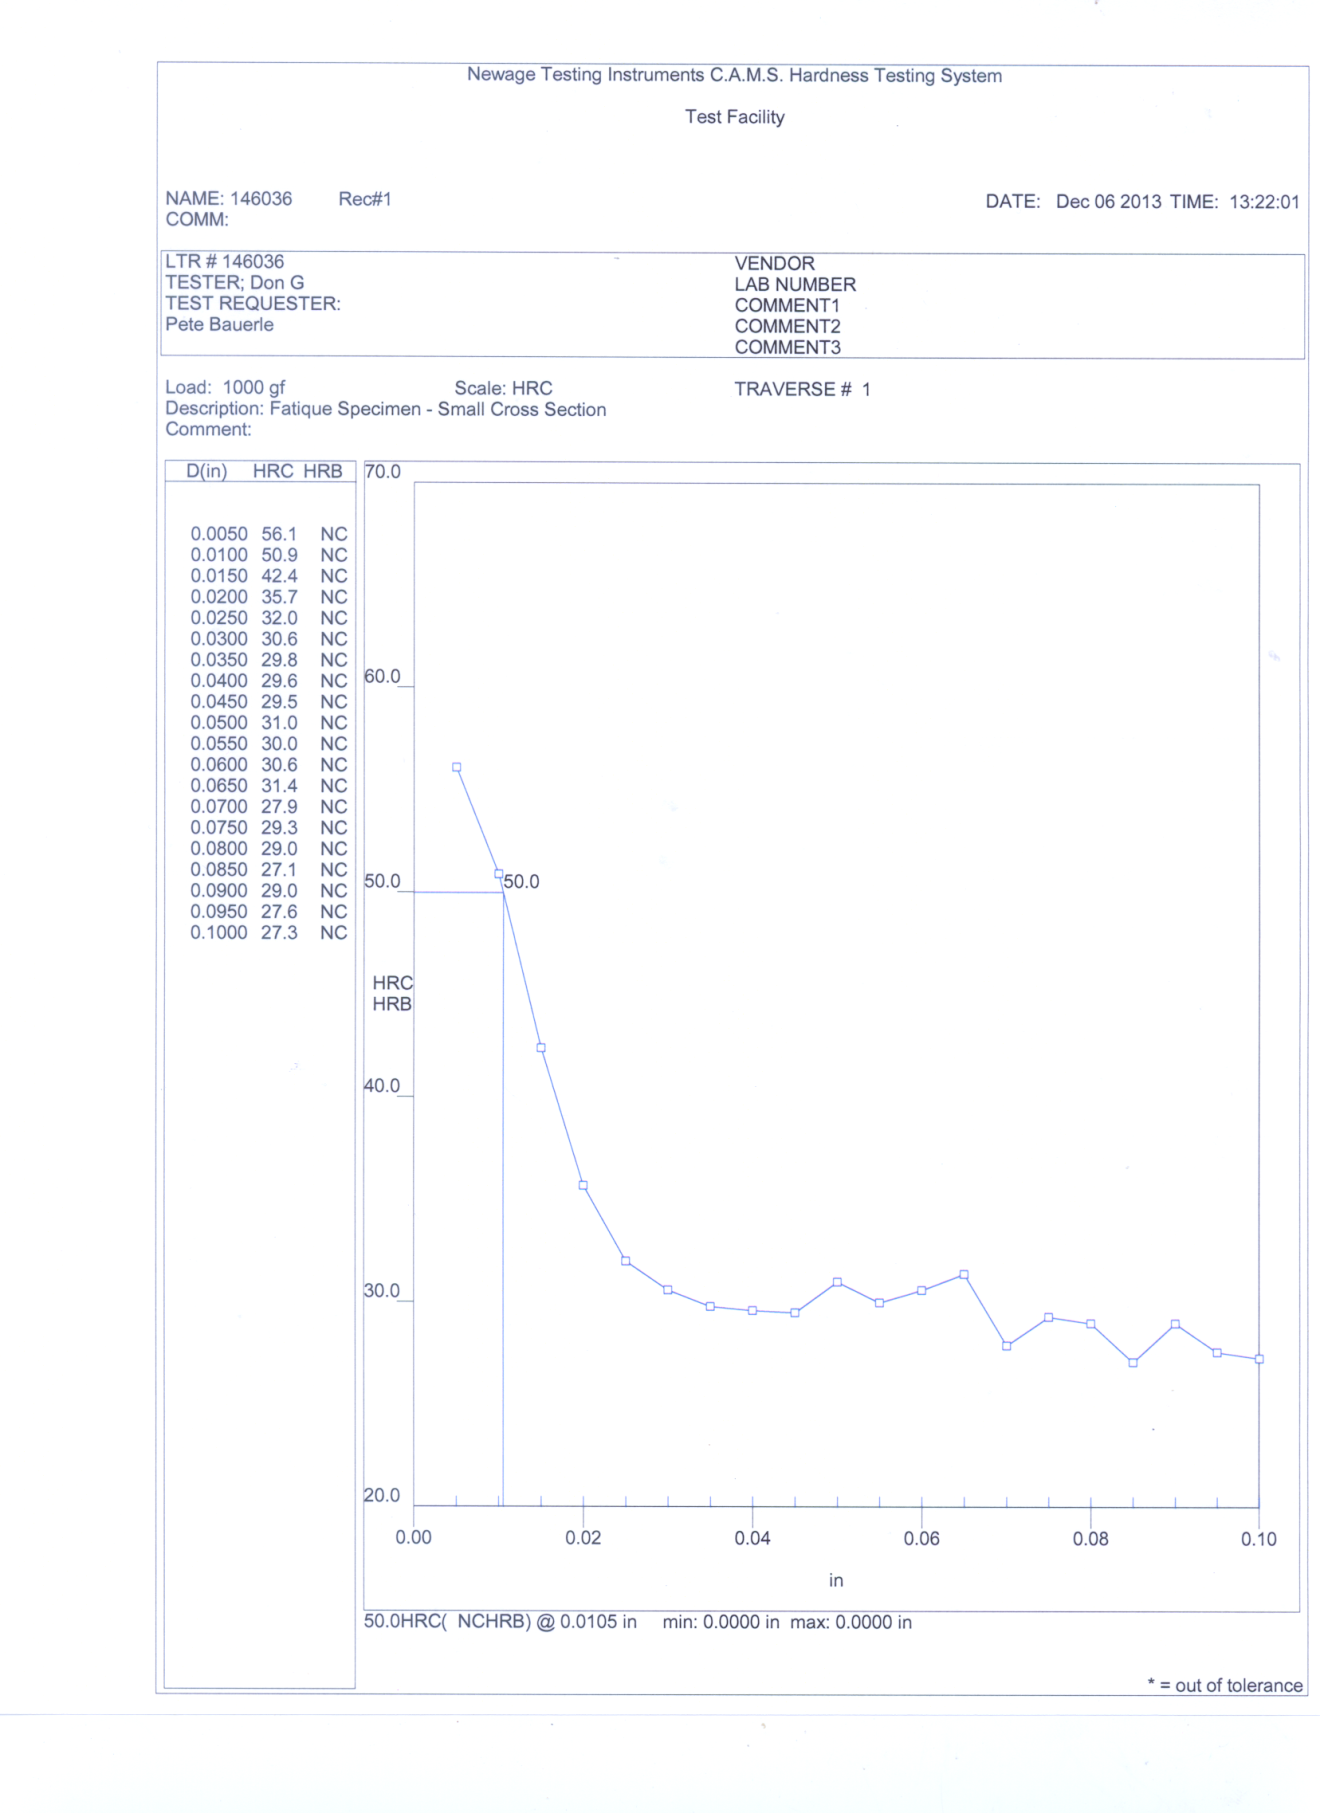 Newage Testing Instruments C.A.M.S. Hardness Testing System
Test Facility
NAME: 146036 Rec#1 DATE: Dec 06 2013 TIME: 13:22:01
COMM:
LTR # 146036 VENDOR
TESTER; Don G LAB NUMBER
TEST REQUESTER: COMMENT1
Pete Bauerle COMMENT2
COMMENT3
Load: 1000 gf Scale: HRC TRAVERSE # 1
Description: Fatique Specimen - Small Cross Section
Comment:
D(in) HRC HRB
0.0050 56.1 NC
0.0100 50.9 NC
0.0150 42.4 NC
0.0200 35.7 NC
0.0250 32.0 NC
0.0300 30.6 NC
0.0350 29.8 NC
0.0400 29.6 NC
0.0450 29.5 NC
0.0500 31.0 NC
0.0550 30.0 NC
0.0600 30.6 NC
0.0650 31.4 NC
0.0700 27.9 NC
0.0750 29.3 NC
0.0800 29.0 NC
0.0850 27.1 NC
0.0900 29.0 NC
0.0950 27.6 NC
0.1000 27.3 NC
70.0
60.0
50.0 50.0
HRC
HRB
40.0
30.0
20.0
0.00 0.02 0.04 0.06 0.08 0.10
in
50.0HRC( NCHRB) @ 0.0105 in min: 0.0000 in max: 0.0000 in
* = out of tolerance